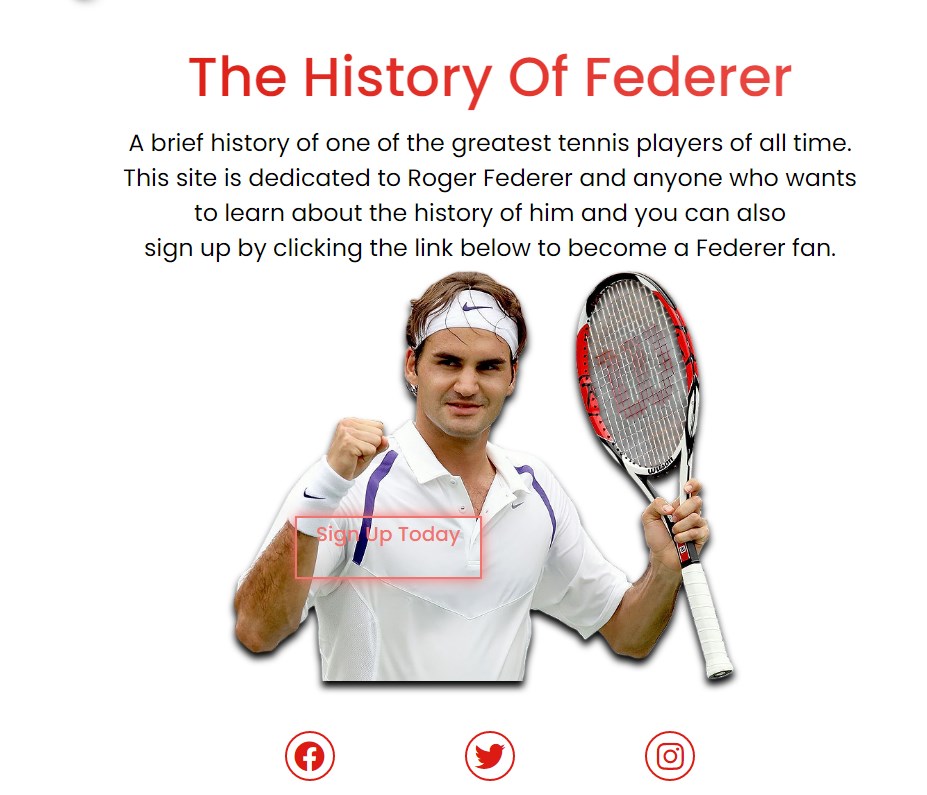 The History Of Federer
A brief history of one of the greatest tennis players of all time.
This site is dedicated to Roger Federer and anyone who wants
to learn about the history of him and you can also
sign up by clicking the link below to become a Federer fan.
Wilson
Sign Up Today